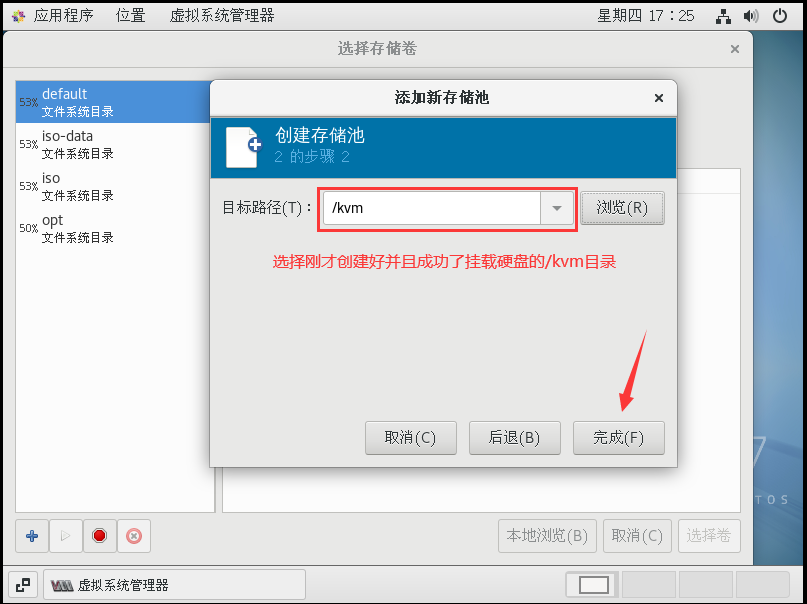 应用程序 位置 虚拟系统管理器 星期四 17：25
选择存储卷
53% default
文件系统目录
53% iso-data
文件系统目录
53% iso
文件系统目录
50% opt
文件系统目录
添加新存储池
创建存储池
2 的步骤 2
目标路径(T)： /kvm 浏览(R)
选择刚才创建好并且成功了挂载硬盘的/kvm目录
取消(C) 后退(B) 完成(F)
7
TOS
本地浏览(B) 取消(C) 选择卷
虚拟系统管理器